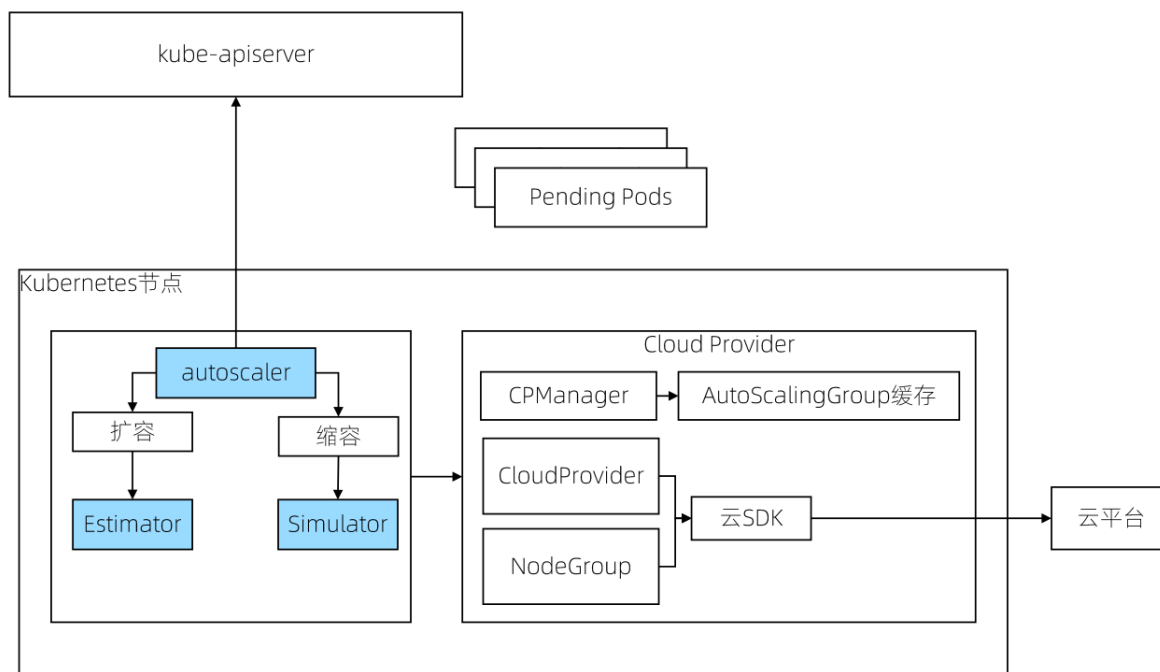 kube-apiserver
Pending Pods
Kubernetes节点
autoscaler
扩容
缩容
Estimator
Simulator
Cloud Provider
CPManager
AutoScalingGroup缓存
CloudProvider
NodeGroup
云SDK
云平台